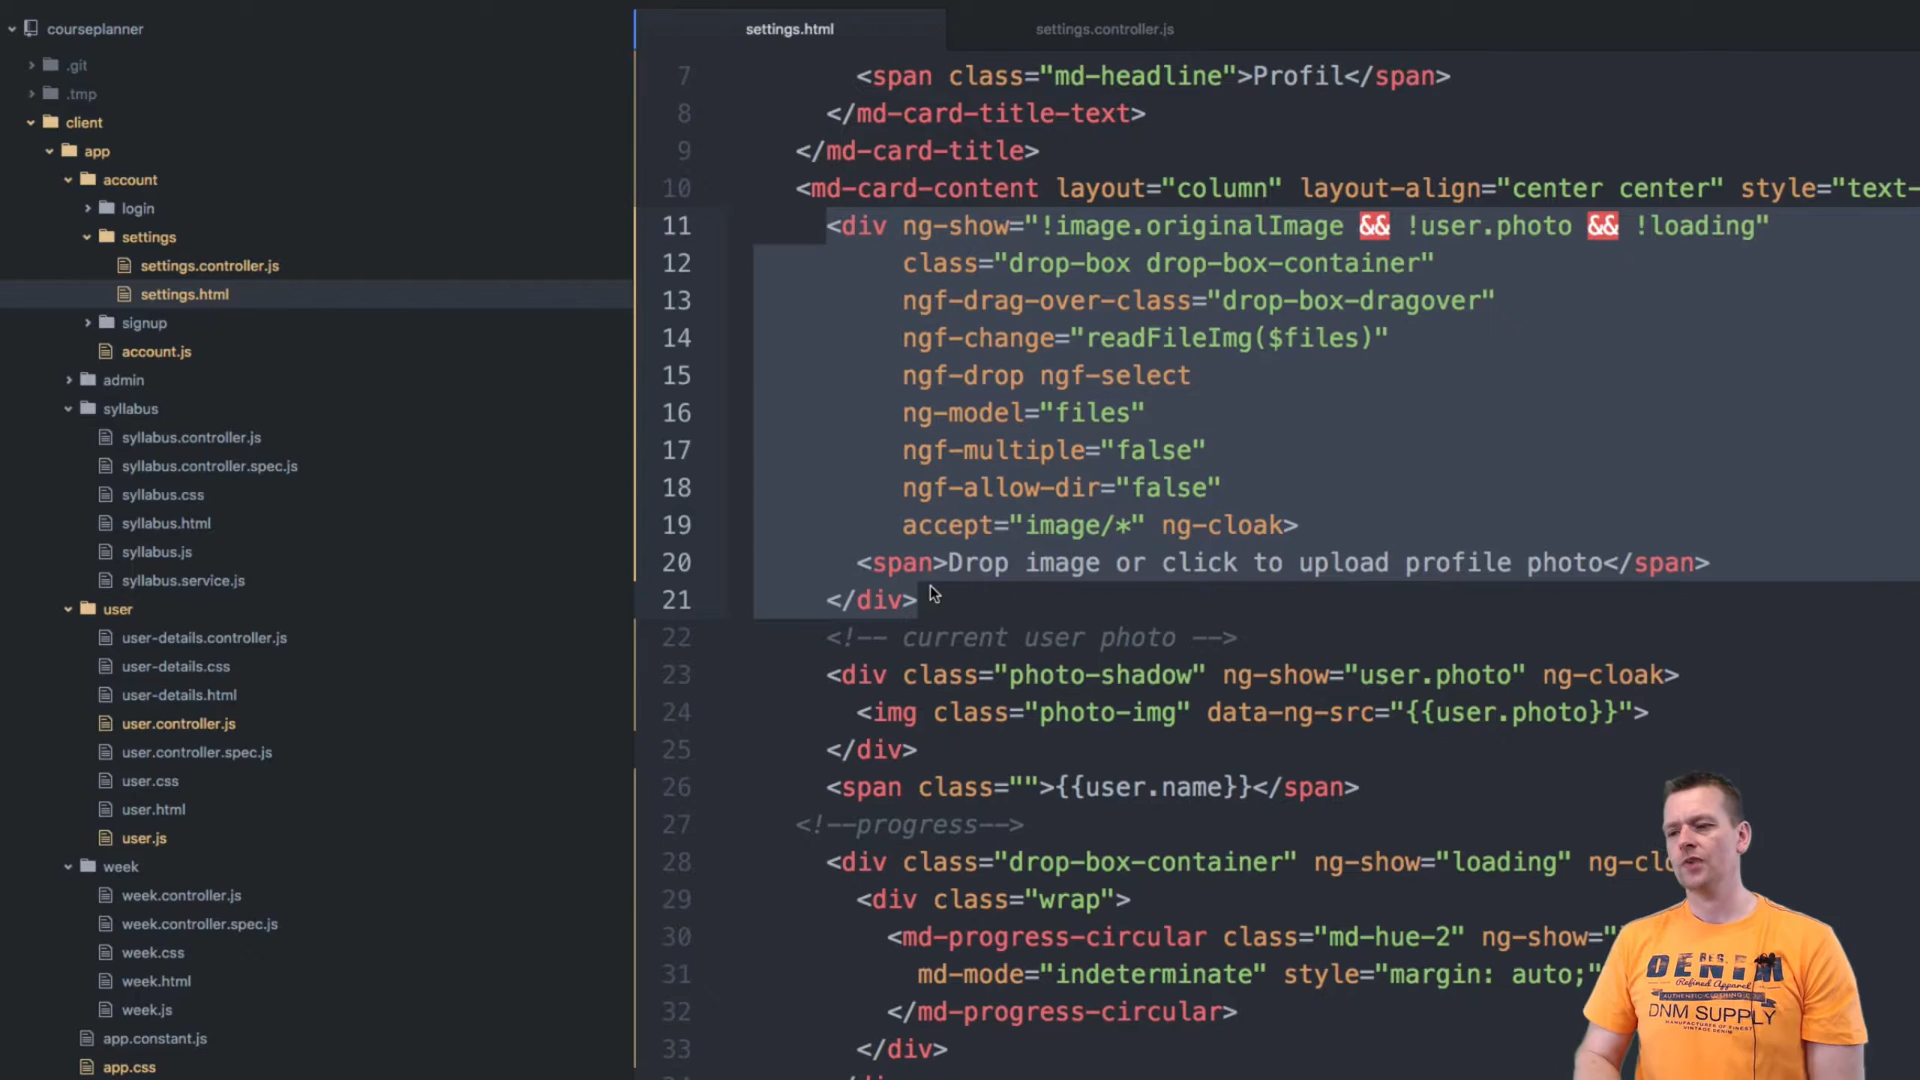 courseplanner
.git
.tmp
client
app
account
login
settings
settings.controller.js
settings.html
signup
account.js
admin
syllabus
syllabus.controller.js
syllabus.controller.spec.js
syllabus.css
syllabus.html
syllabus.js
syllabus.service.js
user
user-details.controller.js
user-details.css
user-details.html
user.controller.js
user.controller.spec.js
user.css
user.html
user.js
week
week.controller.js
week.controller.spec.js
week.css
week.html
week.js
app.constant.js
app.css
settings.html
settings.controller.js
7 <span class="md-headline">Profil</span>
8 </md-card-title-text>
9 </md-card-title>
10 <md-card-content layout="column" layout-align="center center" style="text-
11 <div ng-show="!image.originalImage && !user.photo && !loading"
12 class="drop-box drop-box-container"
13 ngf-drag-over-class="drop-box-dragover"
14 ngf-change="readFileImg($files)"
15 ngf-drop ngf-select
16 ng-model="files"
17 ngf-multiple="false"
18 ngf-allow-dir="false"
19 accept="image/*" ng-cloak>
20 <span>Drop image or click to upload profile photo</span>
21 </div>
22 <!-- current user photo -->
23 <div class="photo-shadow" ng-show="user.photo" ng-cloak>
24 <img class="photo-img" data-ng-src="{{user.photo}}">
25 </div>
26 <span class="">{{user.name}}</span>
27 <!--progress-->
28 <div class="drop-box-container" ng-show="loading" ng-clo
29 <div class="wrap">
30 <md-progress-circular class="md-hue-2" ng-show="
31 md-mode="indeterminate" style="margin: auto;"
32 </md-progress-circular>
33 </div>
DENIM
Refined Apparel
DNM SUPPLY